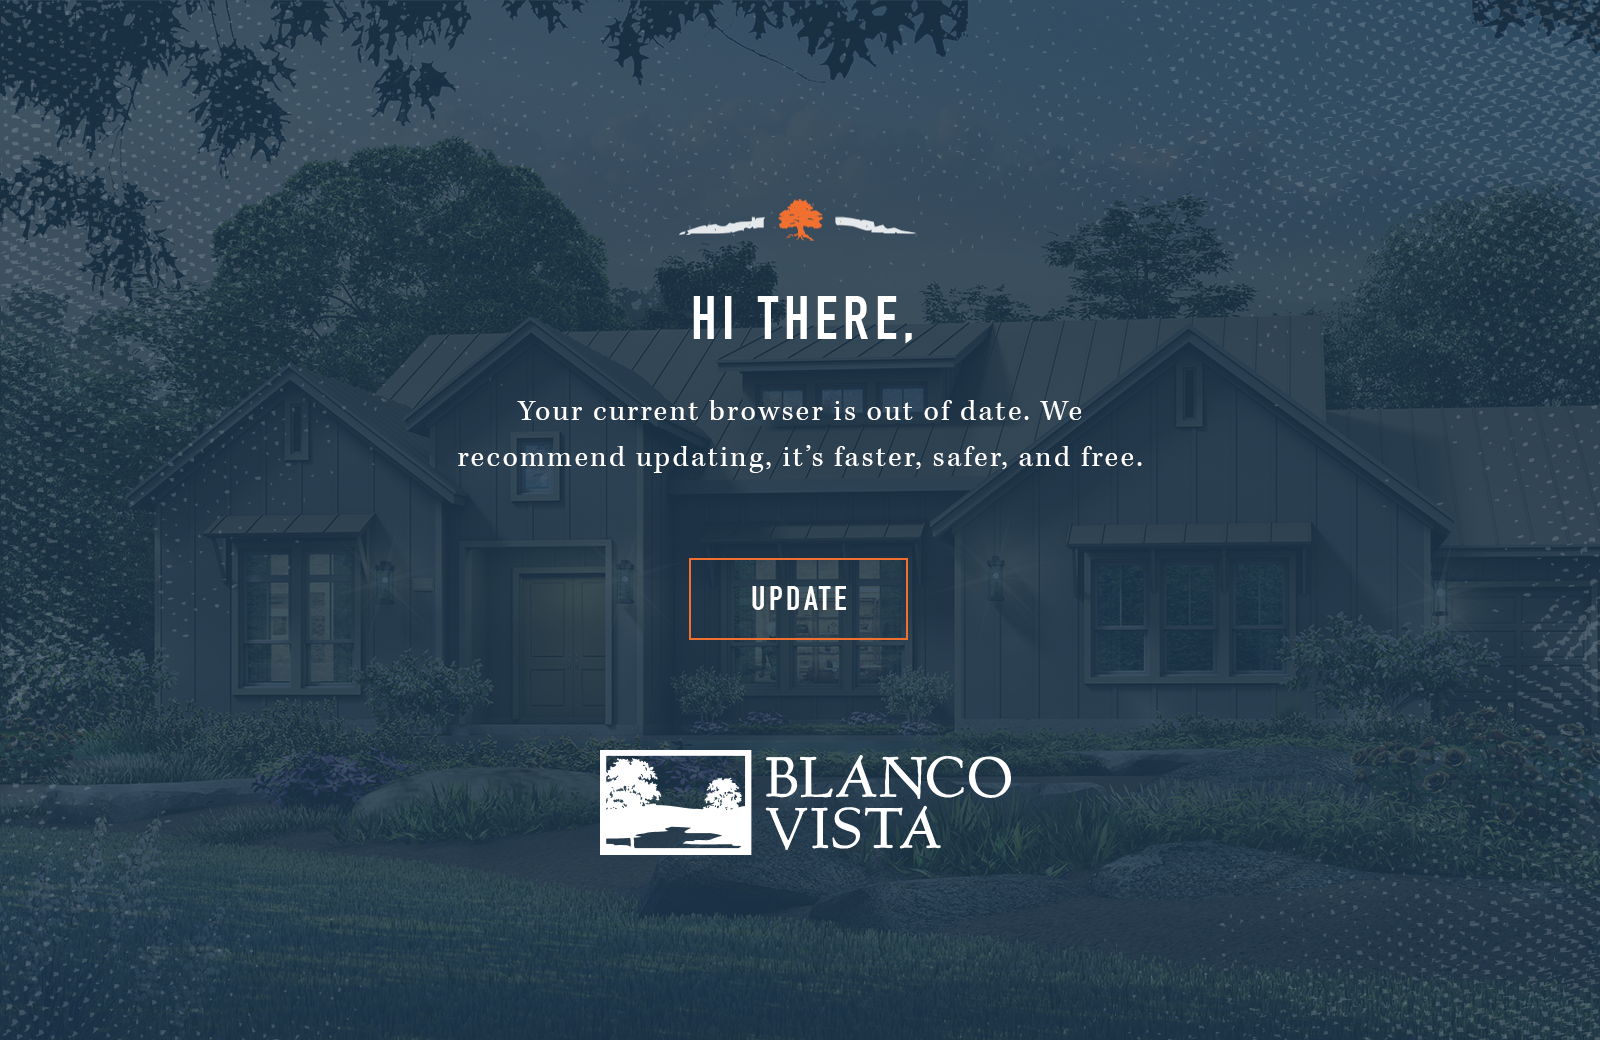 HI THERE,
Your current browser is out of date. We
recommend updating, it’s faster, safer, and free.
UPDATE
BLANCO
VISTA